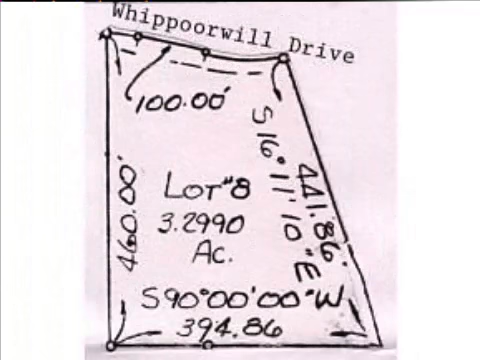 Whippoorwill Drive
100.00'
S 16° 11' 10" E
441.86'
460.00'
LOT #8
3.2990
Ac.
S90°00'00"W
394.86